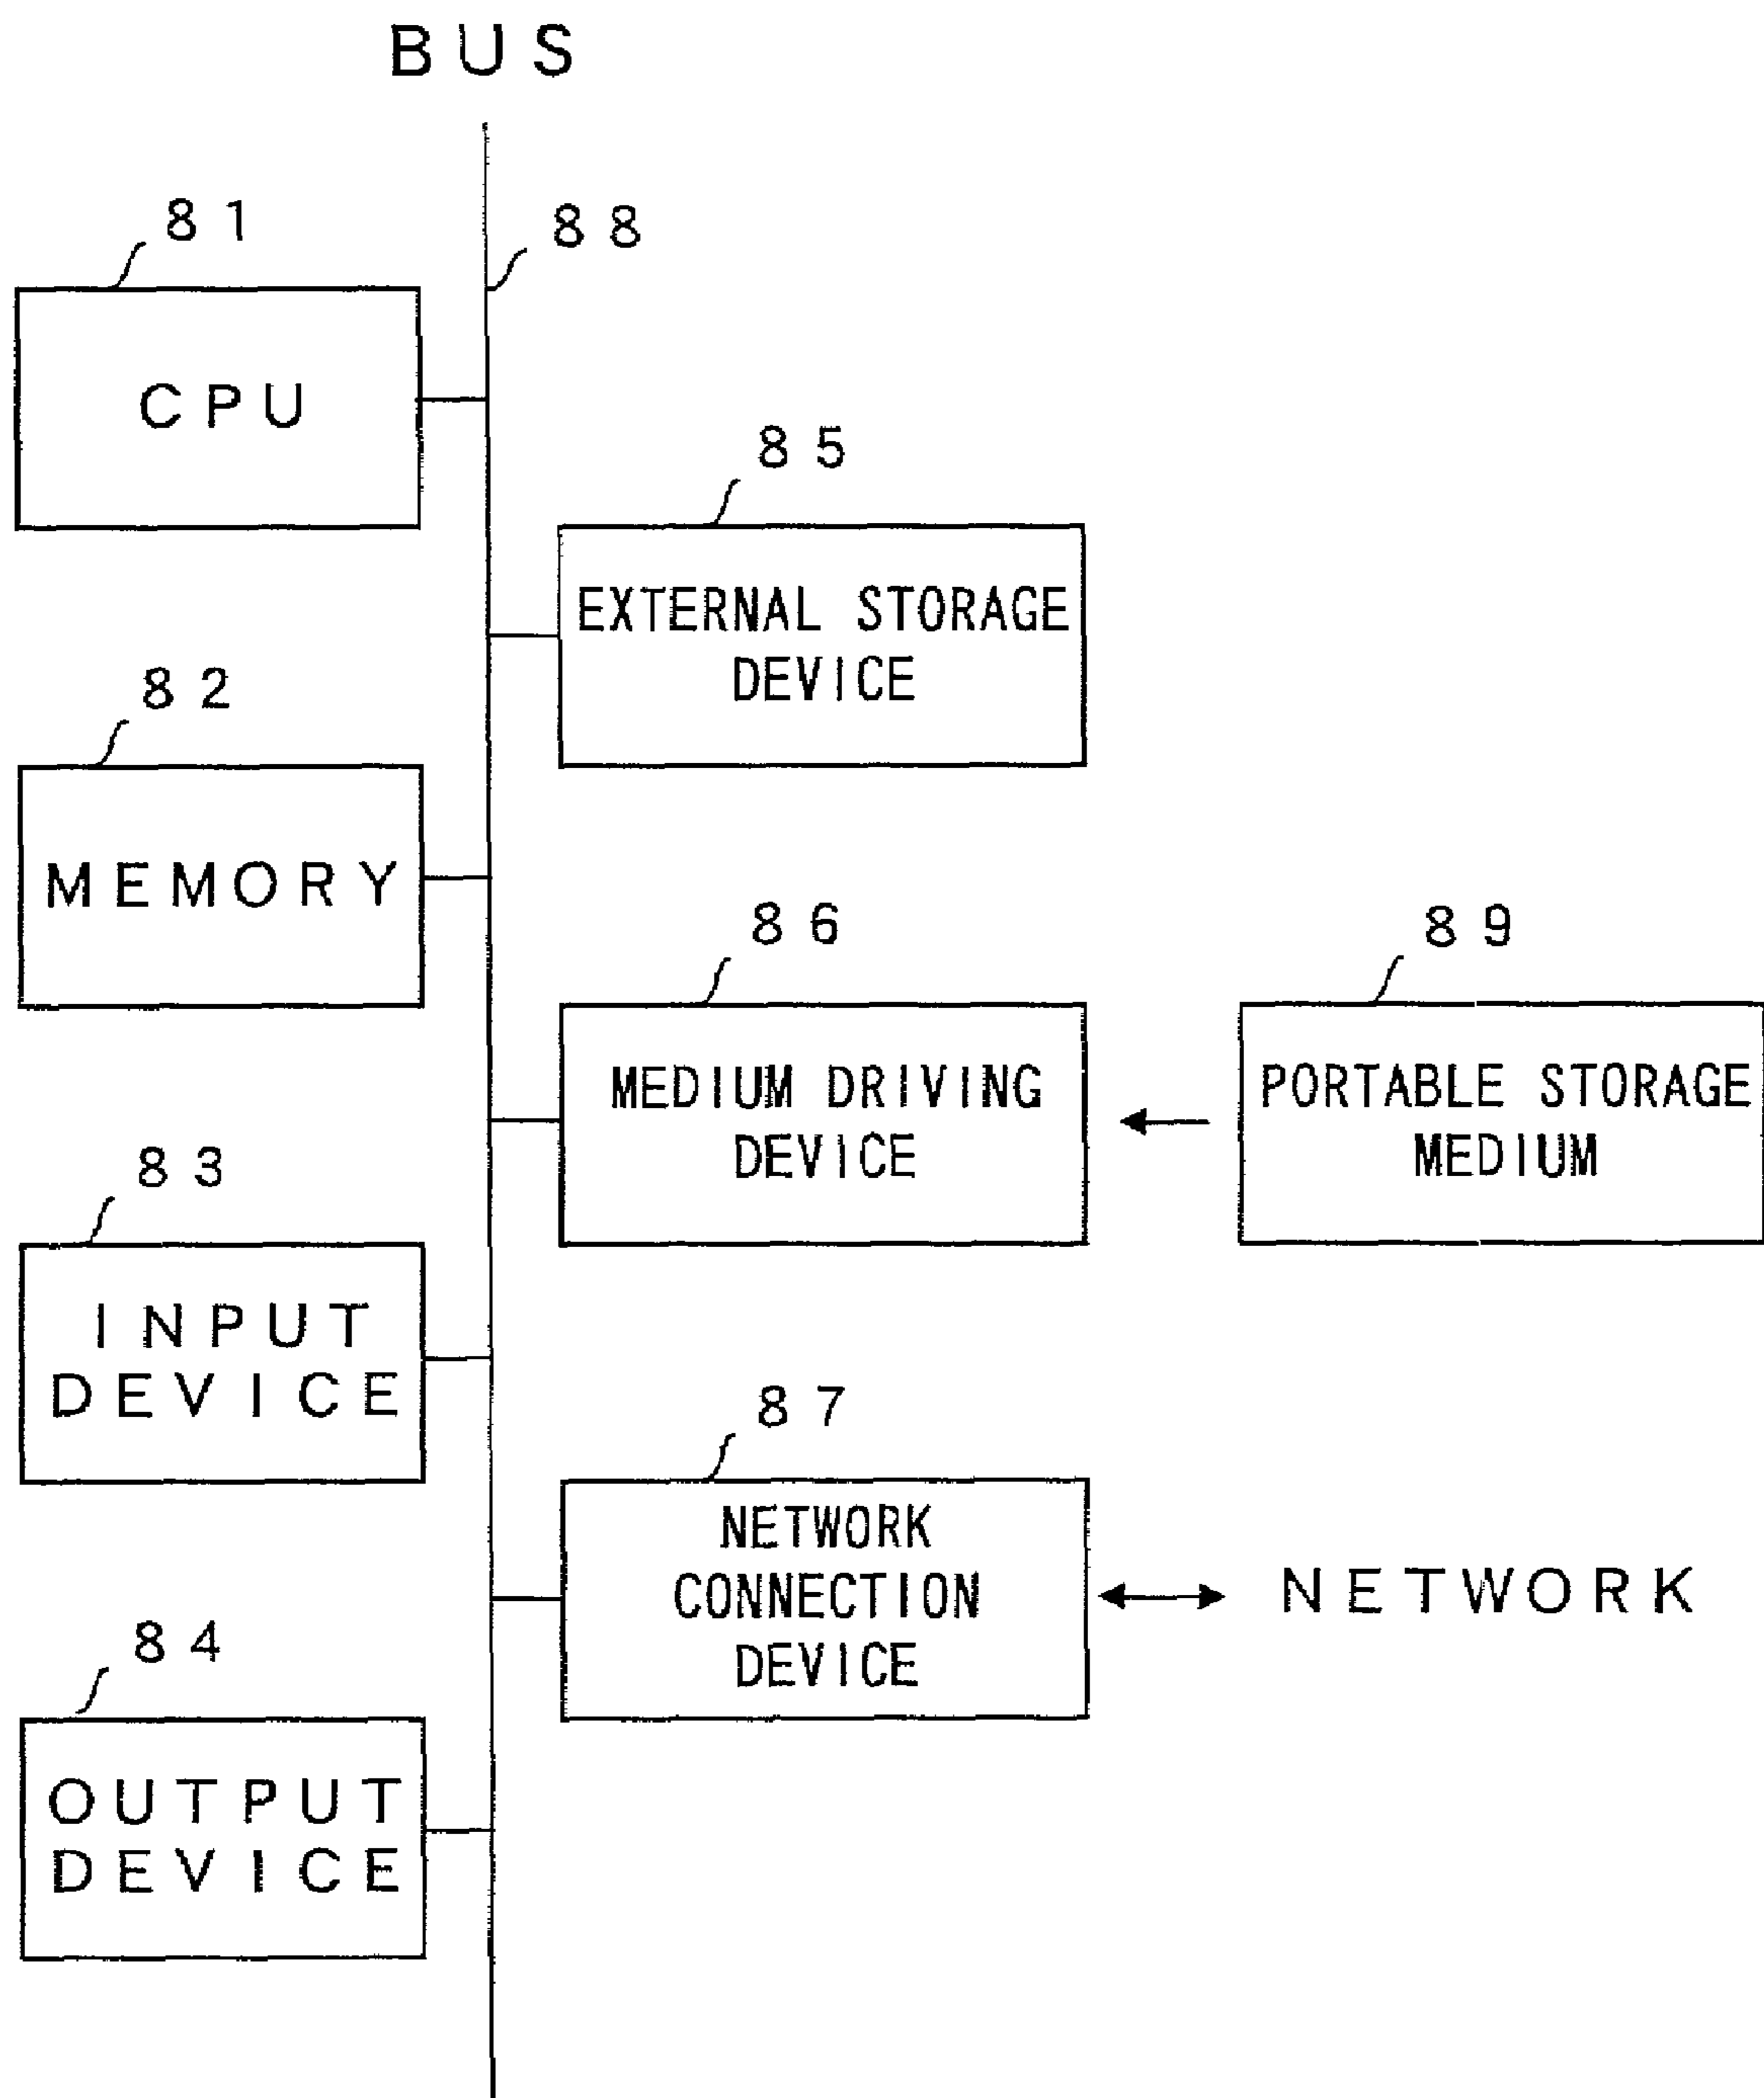 BUS
81
88
CPU
85
EXTERNAL STORAGE
DEVICE
82
MEMORY
86
89
MEDIUM DRIVING
DEVICE
PORTABLE STORAGE
MEDIUM
83
INPUT
DEVICE
87
NETWORK
CONNECTION
DEVICE
NETWORK
84
OUTPUT
DEVICE